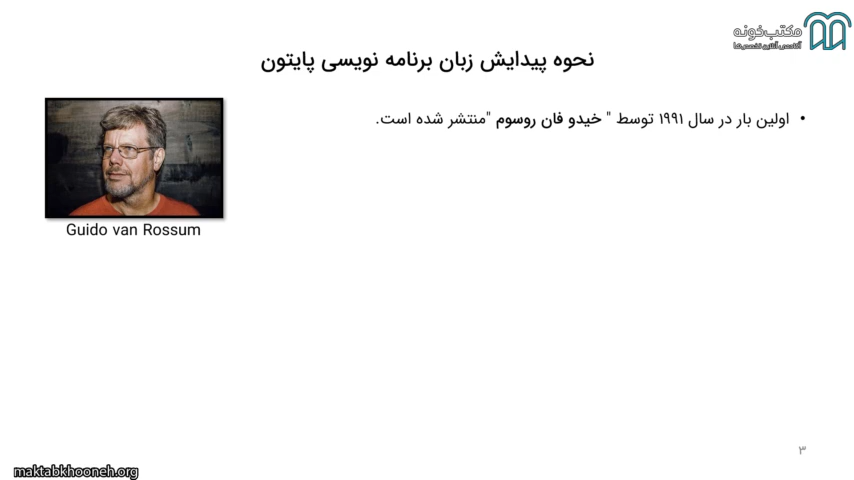 مکتب‌خونه
آکادمی آنلاین تخصص‌ها
نحوه پیدایش زبان برنامه نویسی پایتون
• اولین بار در سال ۱۹۹۱ توسط " خیدو فان روسوم "منتشر شده است.
Guido van Rossum
۳
maktabkhooneh.org